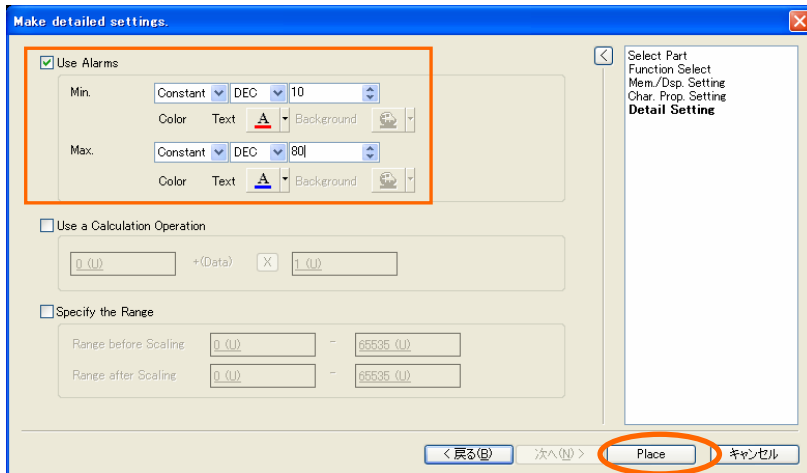 Make detailed settings.
Use Alarms
Min. Constant DEC 10
Color Text A Background
Max. Constant DEC 80
Color Text A Background
Use a Calculation Operation
0 (U) +(Data) X 1 (U)
Specify the Range
Range before Scaling 0 (U) - 65535 (U)
Range after Scaling 0 (U) - 65535 (U)
<
Select Part
Function Select
Mem./Dsp. Setting
Char. Prop. Setting
Detail Setting
< 戻る(B) 次へ(N) > Place キャンセル